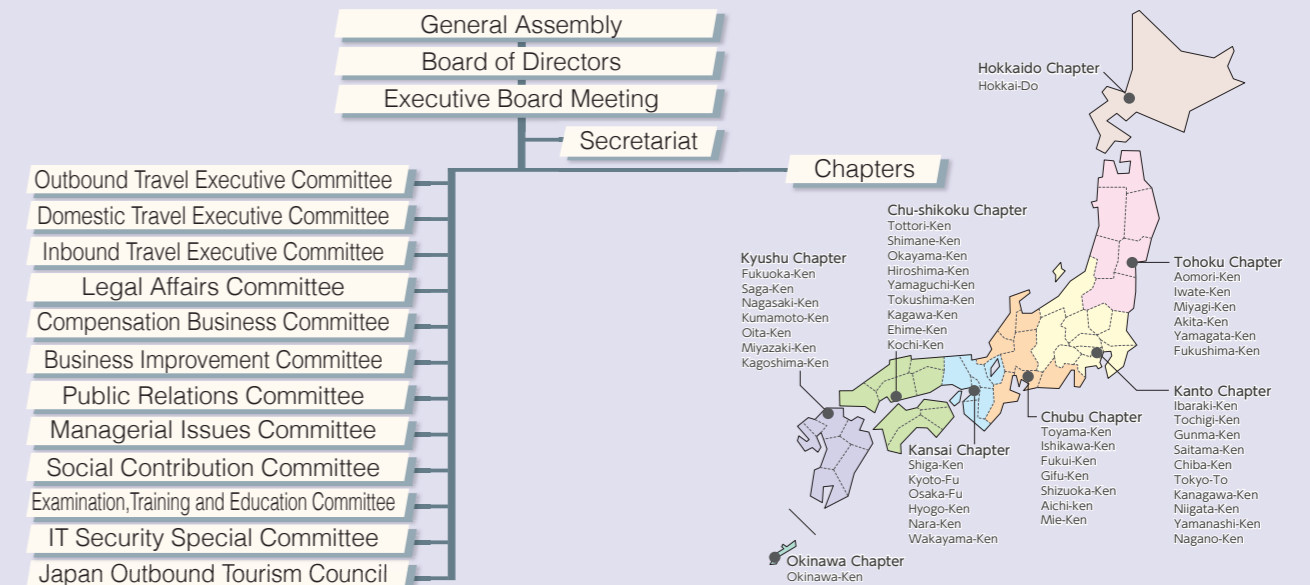 General Assembly
Board of Directors
Executive Board Meeting
Secretariat
Chapters
Outbound Travel Executive Committee
Domestic Travel Executive Committee
Inbound Travel Executive Committee
Legal Affairs Committee
Compensation Business Committee
Business Improvement Committee
Public Relations Committee
Managerial Issues Committee
Social Contribution Committee
Examination,Training and Education Committee
IT Security Special Committee
Japan Outbound Tourism Council
Hokkaido Chapter
Hokkai-Do
Tohoku Chapter
Aomori-Ken
Iwate-Ken
Miyagi-Ken
Akita-Ken
Yamagata-Ken
Fukushima-Ken
Kanto Chapter
Ibaraki-Ken
Tochigi-Ken
Gunma-Ken
Saitama-Ken
Chiba-Ken
Tokyo-To
Kanagawa-Ken
Niigata-Ken
Yamanashi-Ken
Nagano-Ken
Chubu Chapter
Toyama-Ken
Ishikawa-Ken
Fukui-Ken
Gifu-Ken
Shizuoka-Ken
Aichi-ken
Mie-Ken
Kansai Chapter
Shiga-Ken
Kyoto-Fu
Osaka-Fu
Hyogo-Ken
Nara-Ken
Wakayama-Ken
Chu-shikoku Chapter
Tottori-Ken
Shimane-Ken
Okayama-Ken
Hiroshima-Ken
Yamaguchi-Ken
Tokushima-Ken
Kagawa-Ken
Ehime-Ken
Kochi-Ken
Kyushu Chapter
Fukuoka-Ken
Saga-Ken
Nagasaki-Ken
Kumamoto-Ken
Oita-Ken
Miyazaki-Ken
Kagoshima-Ken
Okinawa Chapter
Okinawa-Ken